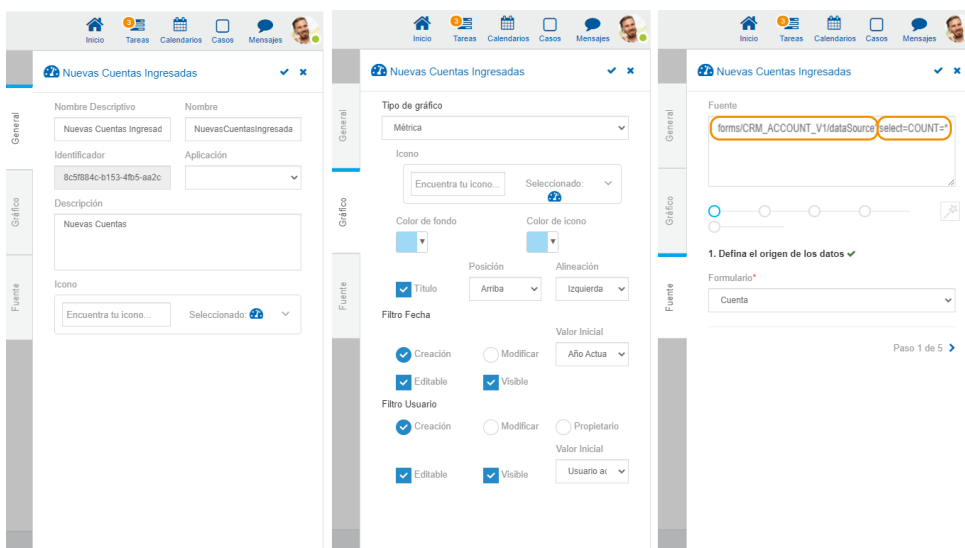 3
Inicio Tareas Calendarios Casos Mensajes
Nuevas Cuentas Ingresadas
General
Gráfico
Fuente
Nombre Descriptivo Nombre
Nuevas Cuentas Ingresad NuevasCuentasIngresada
Identificador Aplicación
8c5f884c-b153-4fb5-aa2c
Descripción
Nuevas Cuentas
Icono
Encuentra tu icono... Seleccionado:
3
Inicio Tareas Calendarios Casos Mensajes
Nuevas Cuentas Ingresadas
General
Gráfico
Fuente
Tipo de gráfico
Métrica
Icono
Encuentra tu icono... Seleccionado:
Color de fondo Color de icono
Posición Alineación
Título Arriba Izquierda
Filtro Fecha
Valor Inicial
Creación Modificar Año Actua
Editable Visible
Filtro Usuario
Creación Modificar Propietario
Valor Inicial
Editable Visible Usuario ac
3
Inicio Tareas Calendarios Casos Mensajes
Nuevas Cuentas Ingresadas
General
Gráfico
Fuente
Fuente
forms/CRM_ACCOUNT_V1/dataSource?select=COUNT=*
1. Defina el origen de los datos
Formulario*
Cuenta
Paso 1 de 5